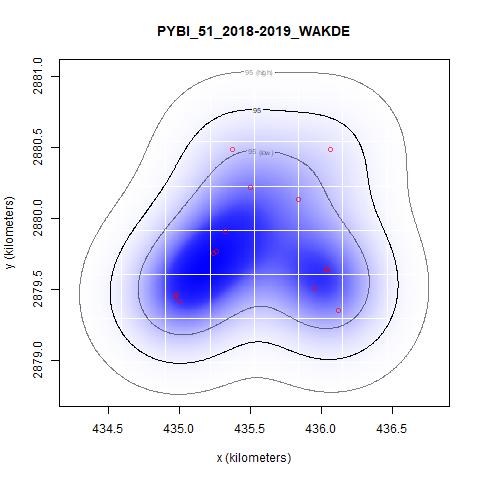 PYBI_51_2018-2019_WAKDE
y (kilometers)
2881.0
2880.5
2880.0
2879.5
2879.0
95 (high)
95
95 (low)
434.5 435.0 435.5 436.0 436.5
x (kilometers)